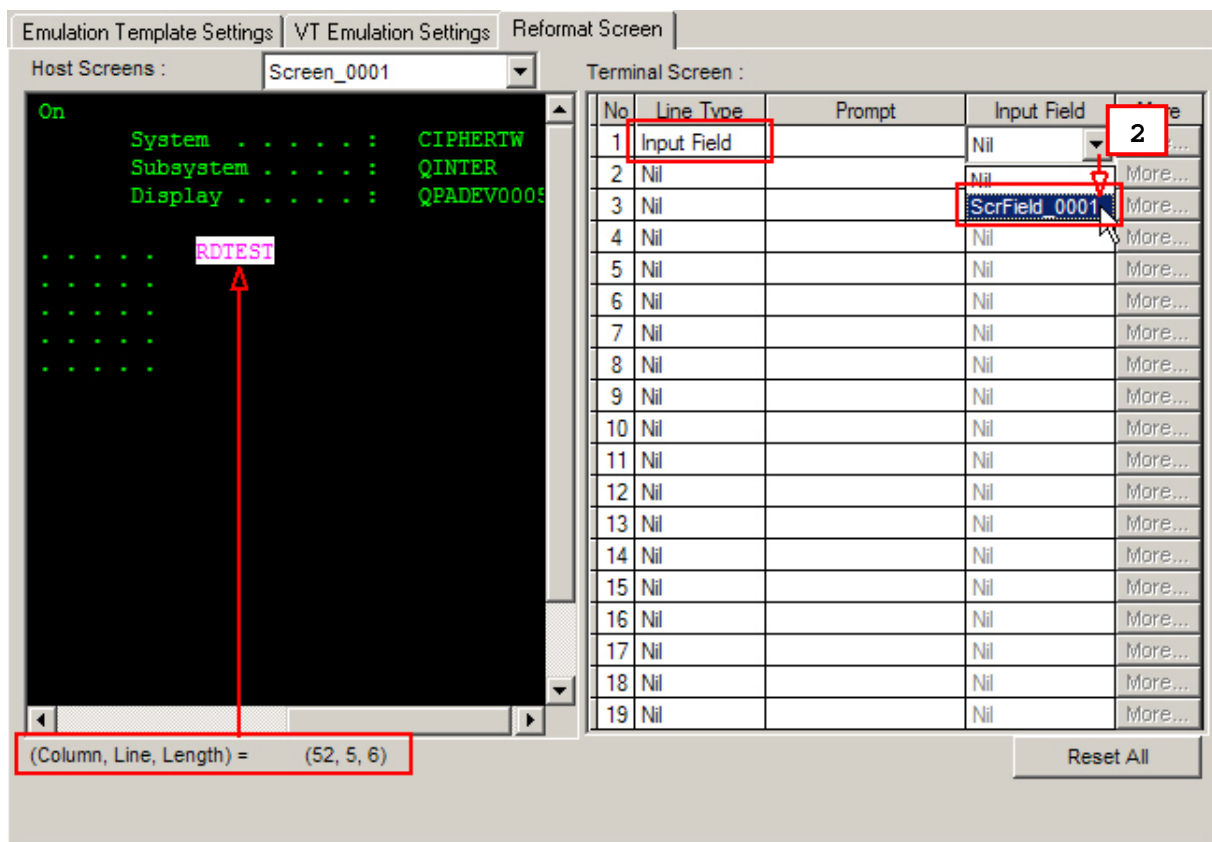 Emulation Template Settings VT Emulation Settings Reformat Screen
Host Screens : Screen_0001 Terminal Screen :
On
System . . . . . : CIPHERTW
Subsystem . . . . : QINTER
Display . . . . . : QPADEV0005
. . . . . RDTEST
. . . . .
. . . . .
. . . . .
. . . . .
(Column, Line, Length) = (52, 5, 6)
No Line Type Prompt Input Field
2
1 Input Field Nil
Nil
ScrField_0001
2 Nil More...
3 Nil More...
4 Nil Nil More...
5 Nil Nil More...
6 Nil Nil More...
7 Nil Nil More...
8 Nil Nil More...
9 Nil Nil More...
10 Nil Nil More...
11 Nil Nil More...
12 Nil Nil More...
13 Nil Nil More...
14 Nil Nil More...
15 Nil Nil More...
16 Nil Nil More...
17 Nil Nil More...
18 Nil Nil More...
19 Nil Nil More...
Reset All